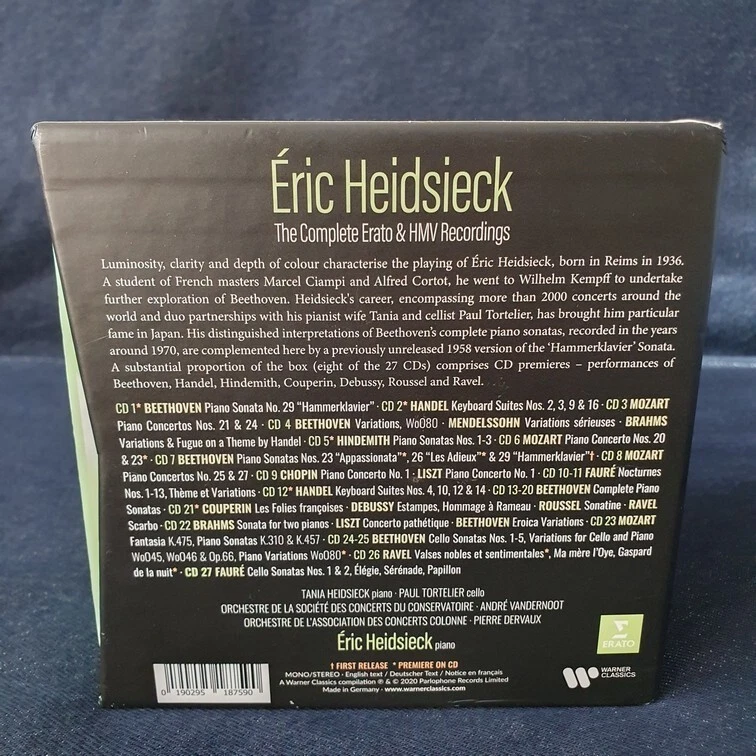 Éric Heidsieck
The Complete Erato & HMV Recordings
Luminosity, clarity and depth of colour characterise the playing of Éric Heidsieck, born in Reims in 1936.
A student of French masters Marcel Ciampi and Alfred Cortot, he went to Wilhelm Kempff to undertake
further exploration of Beethoven. Heidsieck's career, encompassing more than 2000 concerts around the
world and duo partnerships with his pianist wife Tania and cellist Paul Tortelier, has brought him particular
fame in Japan. His distinguished interpretations of Beethoven's complete piano sonatas, recorded in the years
around 1970, are complemented here by a previously unreleased 1958 version of the 'Hammerklavier' Sonata.
A substantial proportion of the box (eight of the 27 CDs) comprises CD premieres – performances of
Beethoven, Handel, Hindemith, Couperin, Debussy, Roussel and Ravel.
CD 1* BEETHOVEN Piano Sonata No. 29 "Hammerklavier" · CD 2* HANDEL Keyboard Suites Nos. 2, 3, 9 & 16 · CD 3 MOZART
Piano Concertos Nos. 21 & 24 · CD 4 BEETHOVEN Variations, Wo080 · MENDELSSOHN Variations sérieuses · BRAHMS
Variations & Fugue on a Theme by Handel · CD 5* HINDEMITH Piano Sonatas Nos. 1-3 · CD 6 MOZART Piano Concerto Nos. 20
& 23* · CD 7 BEETHOVEN Piano Sonatas Nos. 23 "Appassionata"*, 26 "Les Adieux"* & 29 "Hammerklavier"† · CD 8 MOZART
Piano Concertos Nos. 25 & 27 · CD 9 CHOPIN Piano Concerto No. 1 · LISZT Piano Concerto No. 1 · CD 10-11 FAURÉ Nocturnes
Nos. 1-13, Thème et Variations · CD 12* HANDEL Keyboard Suites Nos. 4, 10, 12 & 14 · CD 13-20 BEETHOVEN Complete Piano
Sonatas · CD 21* COUPERIN Les Folies françoises · DEBUSSY Estampes, Hommage à Rameau · ROUSSEL Sonatine · RAVEL
Scarbo · CD 22 BRAHMS Sonata for two pianos · LISZT Concerto pathétique · BEETHOVEN Eroica Variations · CD 23 MOZART
Fantasia K.475, Piano Sonatas K.310 & K.457 · CD 24-25 BEETHOVEN Cello Sonatas Nos. 1-5, Variations for Cello and Piano
Wo045, Wo046 & Op.66, Piano Variations Wo080* · CD 26 RAVEL Valses nobles et sentimentales*, Ma mère l'Oye, Gaspard
de la nuit* · CD 27 FAURÉ Cello Sonatas Nos. 1 & 2, Élégie, Sérénade, Papillon
TANIA HEIDSIECK piano · PAUL TORTELIER cello
ORCHESTRE DE LA SOCIÉTÉ DES CONCERTS DU CONSERVATOIRE · ANDRÉ VANDERNOOT
ORCHESTRE DE L'ASSOCIATION DES CONCERTS COLONNE · PIERRE DERVAUX
Éric Heidsieck piano
† FIRST RELEASE * PREMIERE ON CD
MONO/STEREO · English text / Deutscher Text / Notice en français
A Warner Classics compilation ℗ & © 2020 Parlophone Records Limited
Made in Germany · www.warnerclassics.com
0 190295 187590
ERATO
WARNER
CLASSICS